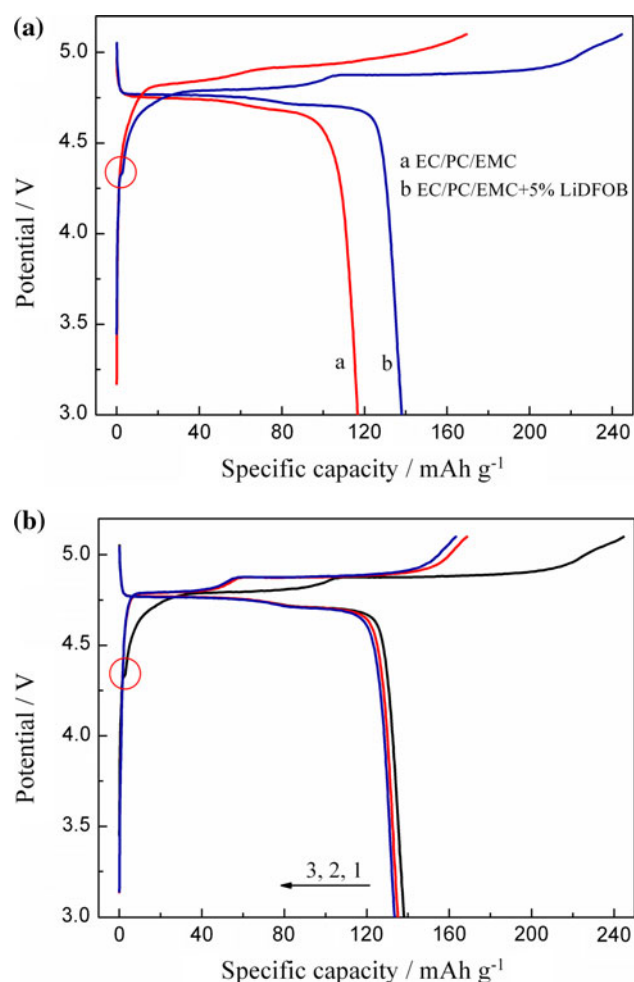 (a)
5.0
4.5
4.0
3.5
3.0
Potential / V
a EC/PC/EMC
b EC/PC/EMC+5% LiDFOB
a b
0 40 80 120 160 200 240
Specific capacity / mAh g⁻¹
(b)
5.0
4.5
4.0
3.5
3.0
Potential / V
3, 2, 1
0 40 80 120 160 200 240
Specific capacity / mAh g⁻¹